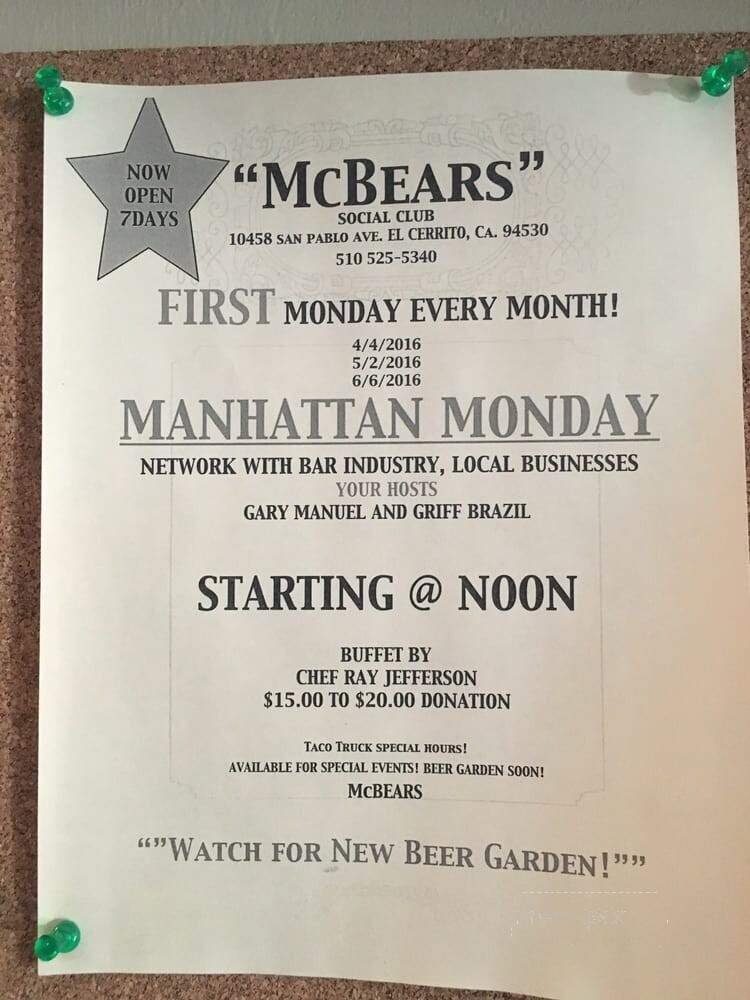 NOW
OPEN
7DAYS
“McBears”
Social Club
10458 San Pablo Ave. El Cerrito, Ca. 94530
510 525-5340
FIRST MONDAY EVERY MONTH!
4/4/2016
5/2/2016
6/6/2016
MANHATTAN MONDAY
NETWORK WITH BAR INDUSTRY, LOCAL BUSINESSES
YOUR HOSTS
GARY MANUEL AND GRIFF BRAZIL
STARTING @ NOON
BUFFET BY
CHEF RAY JEFFERSON
$15.00 TO $20.00 DONATION
Taco Truck special hours!
Available for special events! Beer Garden soon!
McBears
“”Watch for New Beer Garden!””